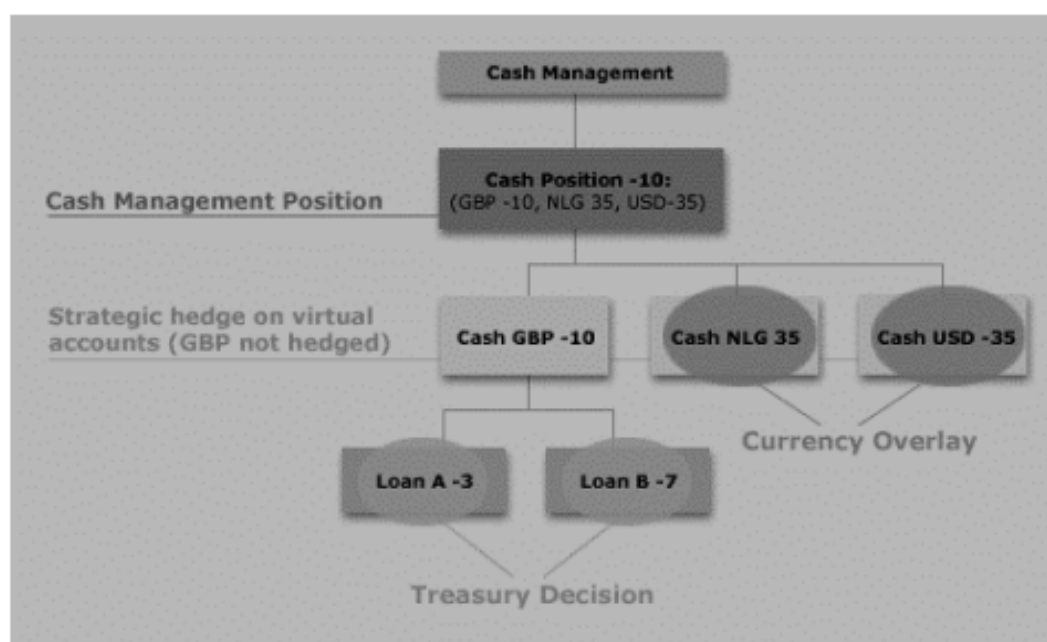 Cash Management
Cash Position -10:
(GBP -10, NLG 35, USD-35)
Cash Management Position
Strategic hedge on virtual
accounts (GBP not hedged)
Cash GBP -10
Cash NLG 35
Cash USD -35
Currency Overlay
Loan A -3
Loan B -7
Treasury Decision